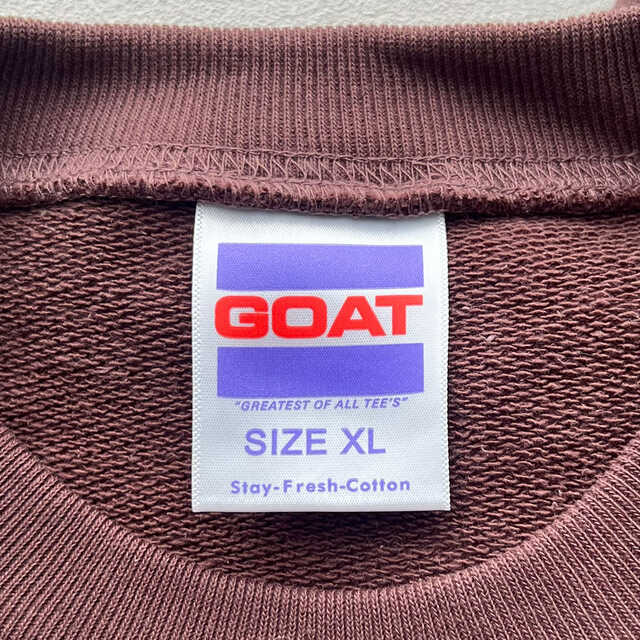 GOAT
"GREATEST OF ALL TEE'S"
SIZE XL
Stay-Fresh-Cotton